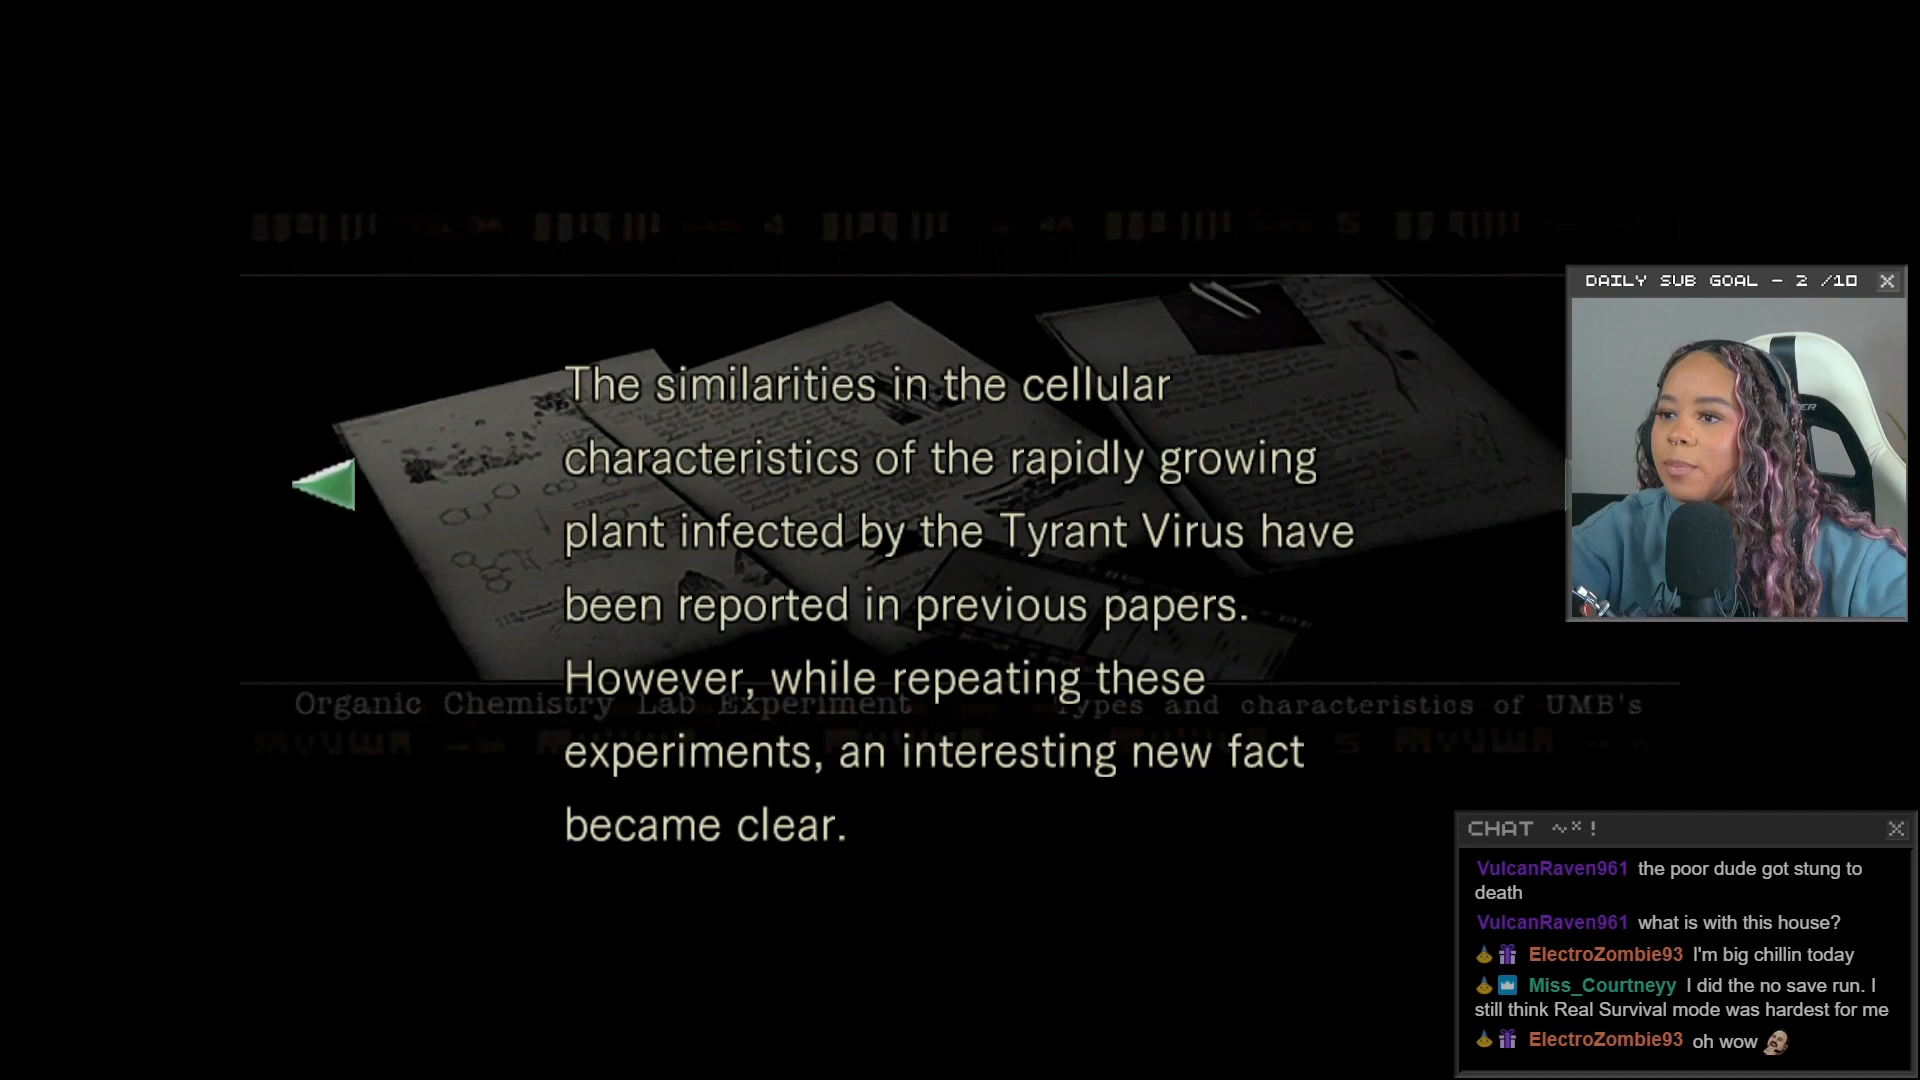 The similarities in the cellular
characteristics of the rapidly growing
plant infected by the Tyrant Virus have
been reported in previous papers.
However, while repeating these
experiments, an interesting new fact
became clear.
Organic Chemistry Lab Experiment
Types and characteristics of UMB's
DAILY SUB GOAL - 2 /10
CHAT ~*!
VulcanRaven961 the poor dude got stung to
death
VulcanRaven961 what is with this house?
ElectroZombie93 I'm big chillin today
Miss_Courtneyy I did the no save run. I
still think Real Survival mode was hardest for me
ElectroZombie93 oh wow